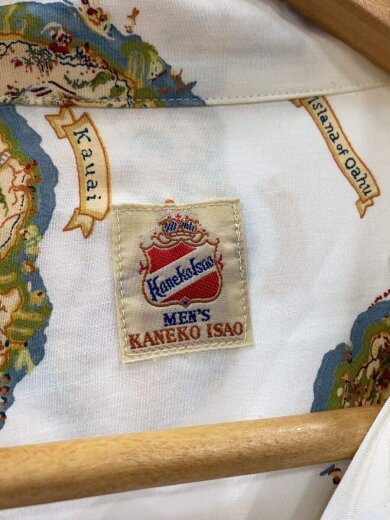 Kauai
Island of Oahu
Kaneko Isao
MEN'S
KANEKO ISAO